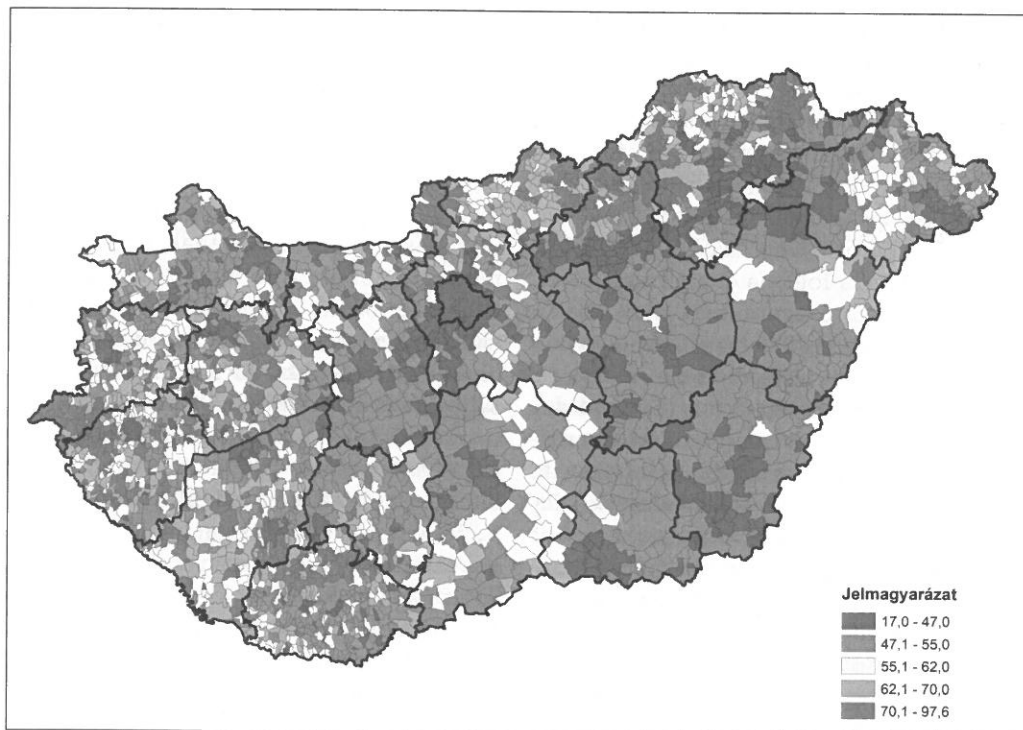 Jelmagyarázat
17,0 - 47,0
47,1 - 55,0
55,1 - 62,0
62,1 - 70,0
70,1 - 97,6